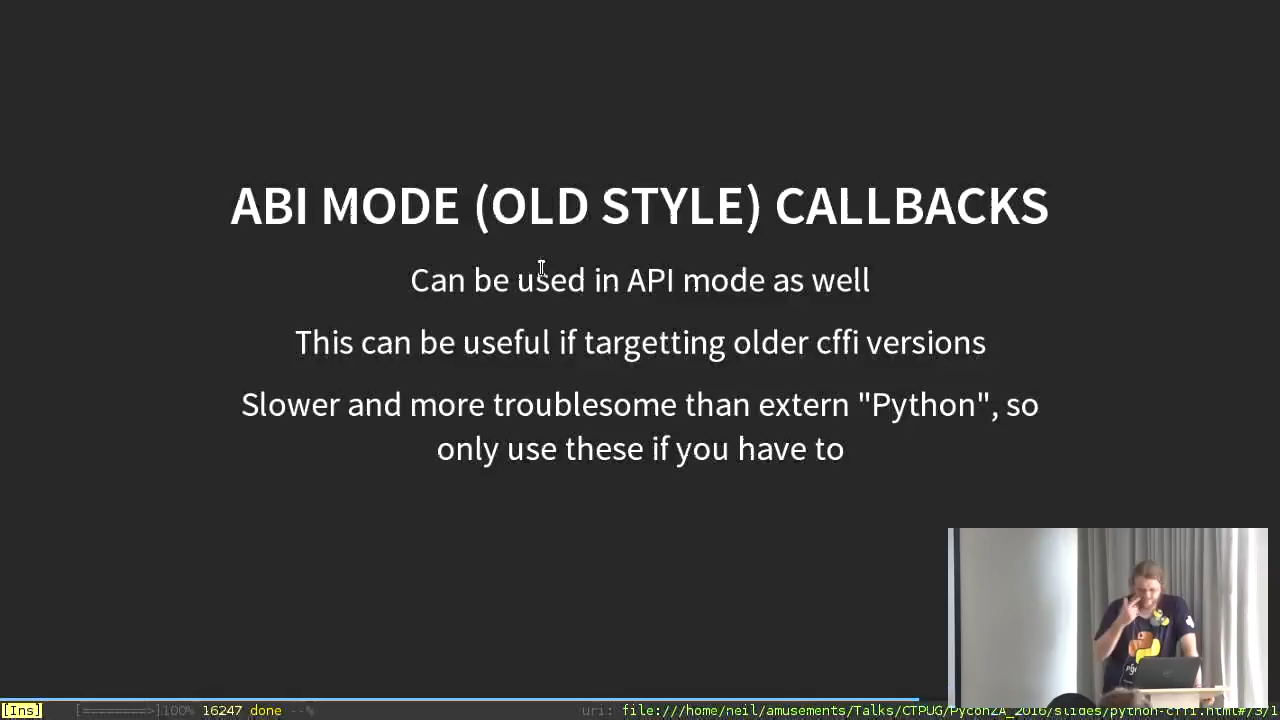 ABI MODE (OLD STYLE) CALLBACKS
Can be used in API mode as well
This can be useful if targetting older cffi versions
Slower and more troublesome than extern "Python", so
only use these if you have to
[Ins] [========>]100% 16247 done --% uri: file:///home/neil/amusements/Talks/CTPUG/PyconZA_2016/slides/python-cffi.html#/3/1